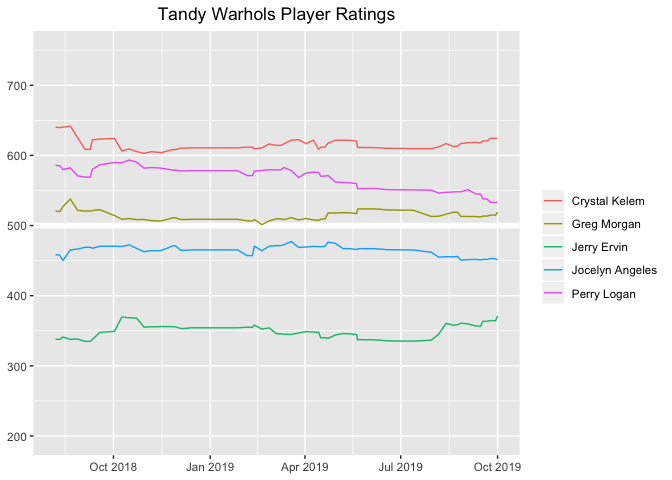 Tandy Warhols Player Ratings
700
600
500
400
300
200
Oct 2018 Jan 2019 Apr 2019 Jul 2019 Oct 2019
Crystal Kelem
Greg Morgan
Jerry Ervin
Jocelyn Angeles
Perry Logan